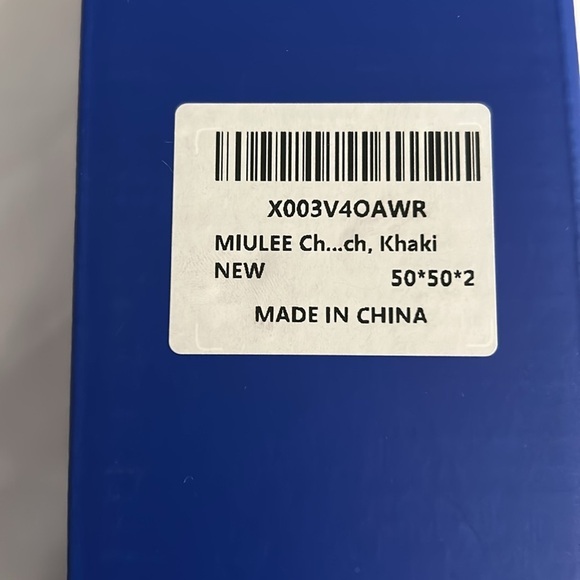 X003V4OAWR
MIULEE Ch...ch, Khaki
NEW
50*50*2
MADE IN CHINA